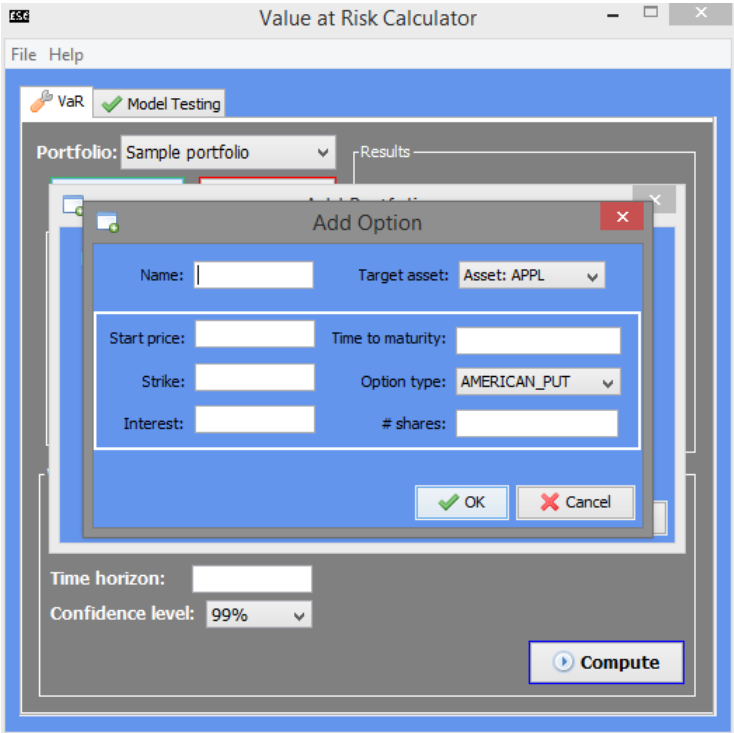 Value at Risk Calculator
File Help
VaR Model Testing
Portfolio: Sample portfolio
Results
Add Option
Name: Target asset: Asset: APPL
Start price: Time to maturity:
Strike: Option type: AMERICAN_PUT
Interest: # shares:
OK Cancel
Time horizon:
Confidence level: 99%
Compute